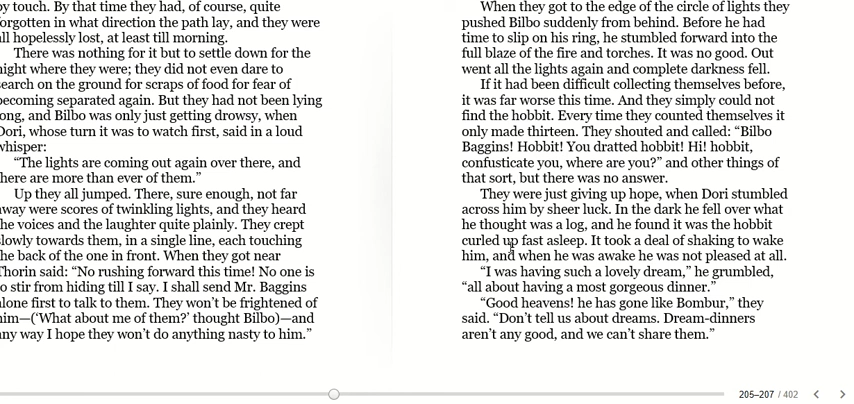 by touch. By that time they had, of course, quite
forgotten in what direction the path lay, and they were
all hopelessly lost, at least till morning.
There was nothing for it but to settle down for the
night where they were; they did not even dare to
search on the ground for scraps of food for fear of
becoming separated again. But they had not been lying
long, and Bilbo was only just getting drowsy, when
Dori, whose turn it was to watch first, said in a loud
whisper:
“The lights are coming out again over there, and
there are more than ever of them.”
Up they all jumped. There, sure enough, not far
away were scores of twinkling lights, and they heard
the voices and the laughter quite plainly. They crept
slowly towards them, in a single line, each touching
the back of the one in front. When they got near
Thorin said: “No rushing forward this time! No one is
to stir from hiding till I say. I shall send Mr. Baggins
alone first to talk to them. They won’t be frightened of
him—(‘What about me of them?’ thought Bilbo)—and
any way I hope they won’t do anything nasty to him.”
When they got to the edge of the circle of lights they
pushed Bilbo suddenly from behind. Before he had
time to slip on his ring, he stumbled forward into the
full blaze of the fire and torches. It was no good. Out
went all the lights again and complete darkness fell.
If it had been difficult collecting themselves before,
it was far worse this time. And they simply could not
find the hobbit. Every time they counted themselves it
only made thirteen. They shouted and called: “Bilbo
Baggins! Hobbit! You dratted hobbit! Hi! hobbit,
confusticate you, where are you?” and other things of
that sort, but there was no answer.
They were just giving up hope, when Dori stumbled
across him by sheer luck. In the dark he fell over what
he thought was a log, and he found it was the hobbit
curled up fast asleep. It took a deal of shaking to wake
him, and when he was awake he was not pleased at all.
“I was having such a lovely dream,” he grumbled,
“all about having a most gorgeous dinner.”
“Good heavens! he has gone like Bombur,” they
said. “Don’t tell us about dreams. Dream-dinners
aren’t any good, and we can’t share them.”
205–207 / 402